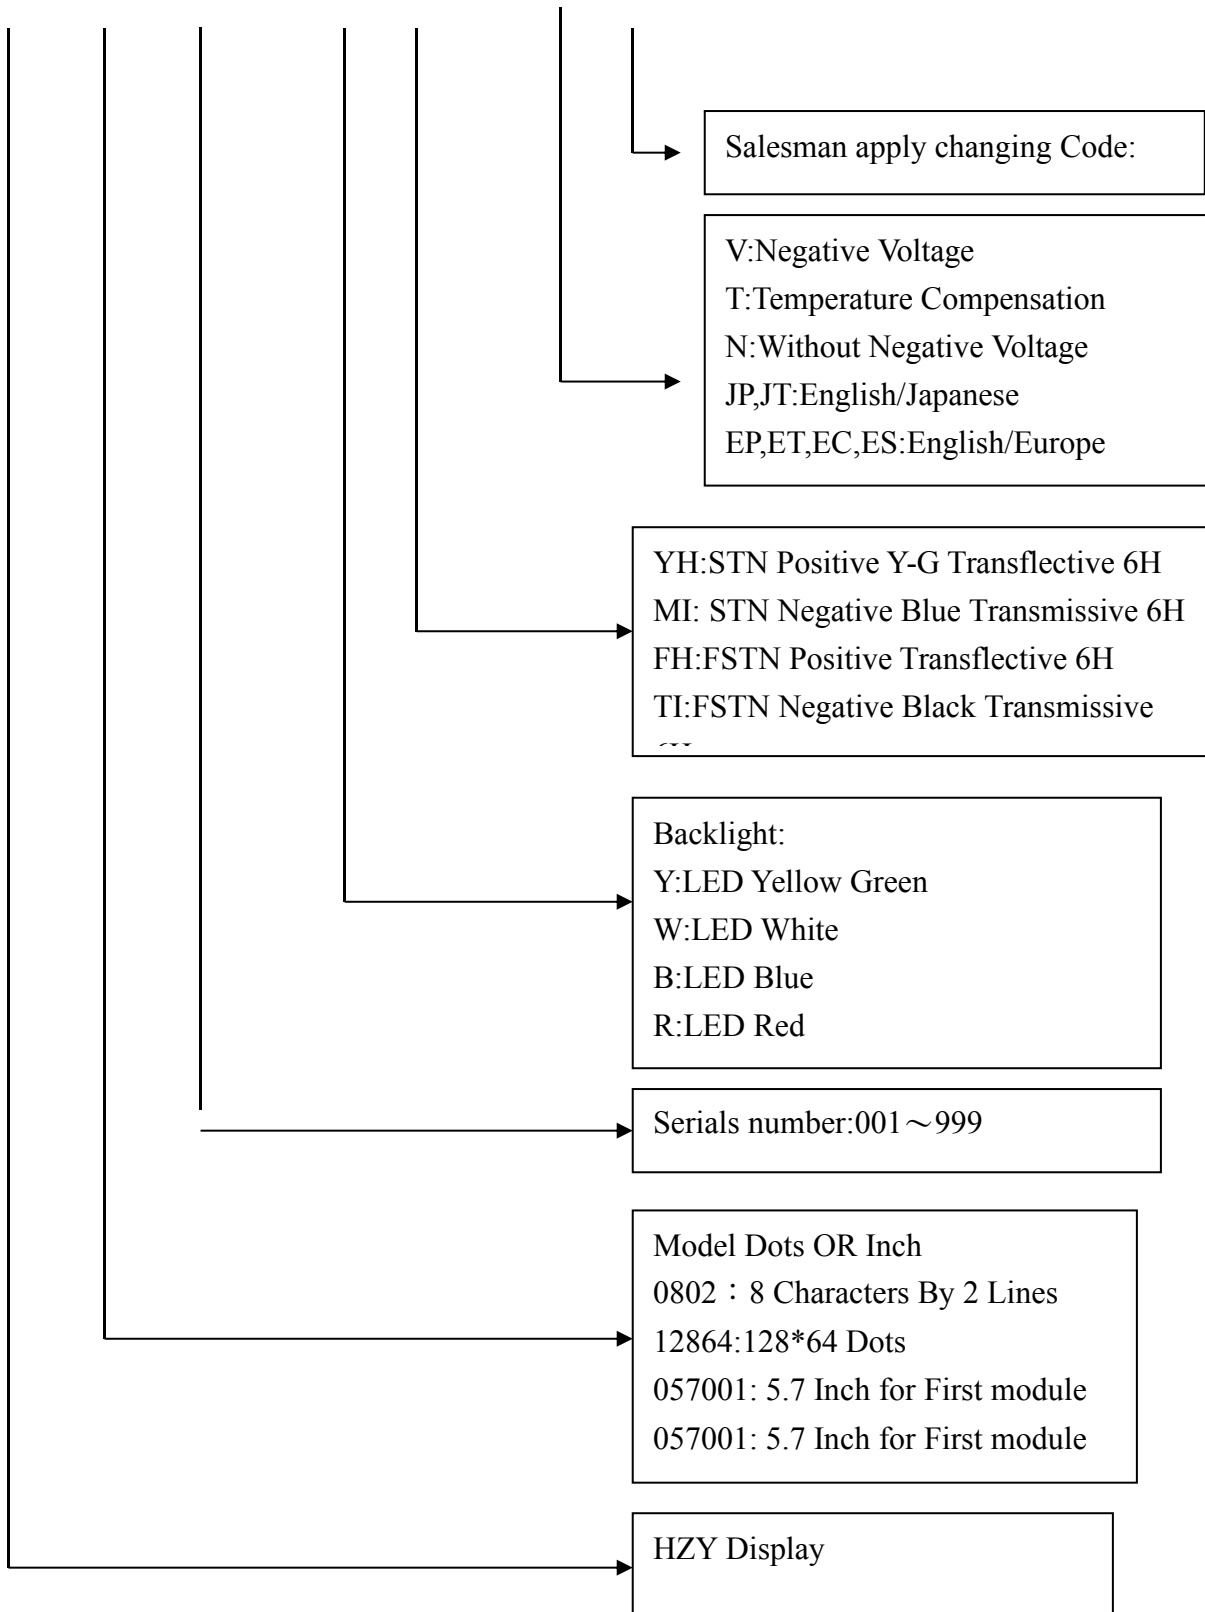 Salesman apply changing Code:
V:Negative Voltage
T:Temperature Compensation
N:Without Negative Voltage
JP,JT:English/Japanese
EP,ET,EC,ES:English/Europe
YH:STN Positive Y-G Transflective 6H
MI: STN Negative Blue Transmissive 6H
FH:FSTN Positive Transflective 6H
TI:FSTN Negative Black Transmissive
Backlight:
Y:LED Yellow Green
W:LED White
B:LED Blue
R:LED Red
Serials number:001～999
Model Dots OR Inch
0802：8 Characters By 2 Lines
12864:128*64 Dots
057001: 5.7 Inch for First module
057001: 5.7 Inch for First module
HZY Display